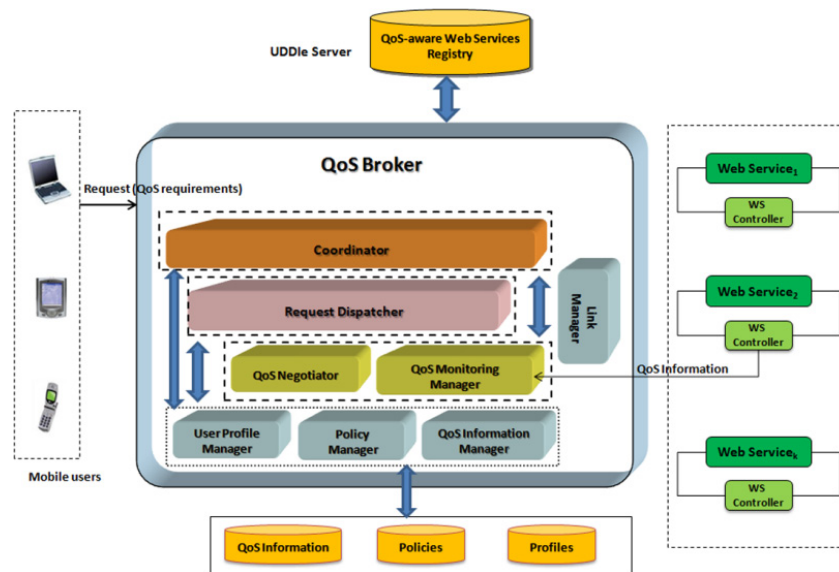 UDDIe Server
QoS-aware Web Services
Registry
QoS Broker
Request (QoS requirements)
Mobile users
Coordinator
Request Dispatcher
Link
Manager
QoS Negotiator
QoS Monitoring
Manager
User Profile
Manager
Policy
Manager
QoS Information
Manager
QoS Information
Policies
Profiles
Web Service1
WS
Controller
Web Service2
WS
Controller
QoS Information
Web Servicek
WS
Controller